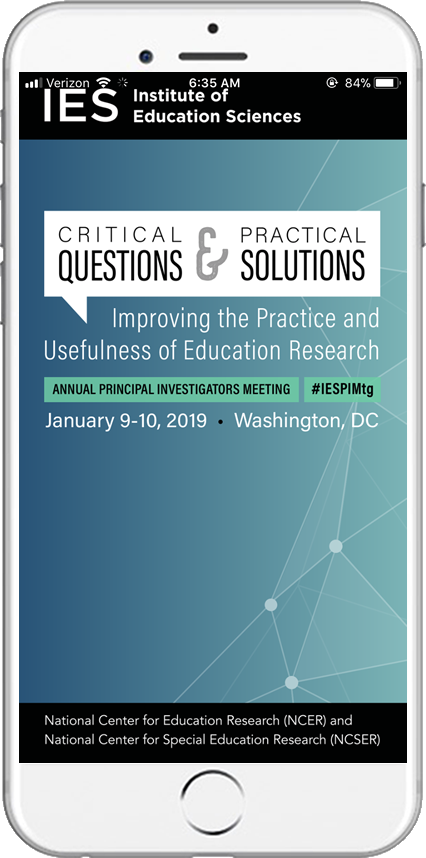 Verizon 6:35 AM 84%
IES Institute of
Education Sciences
CRITICAL & PRACTICAL
QUESTIONS SOLUTIONS
Improving the Practice and
Usefulness of Education Research
ANNUAL PRINCIPAL INVESTIGATORS MEETING #IESPIMtg
January 9-10, 2019 • Washington, DC
National Center for Education Research (NCER) and
National Center for Special Education Research (NCSER)